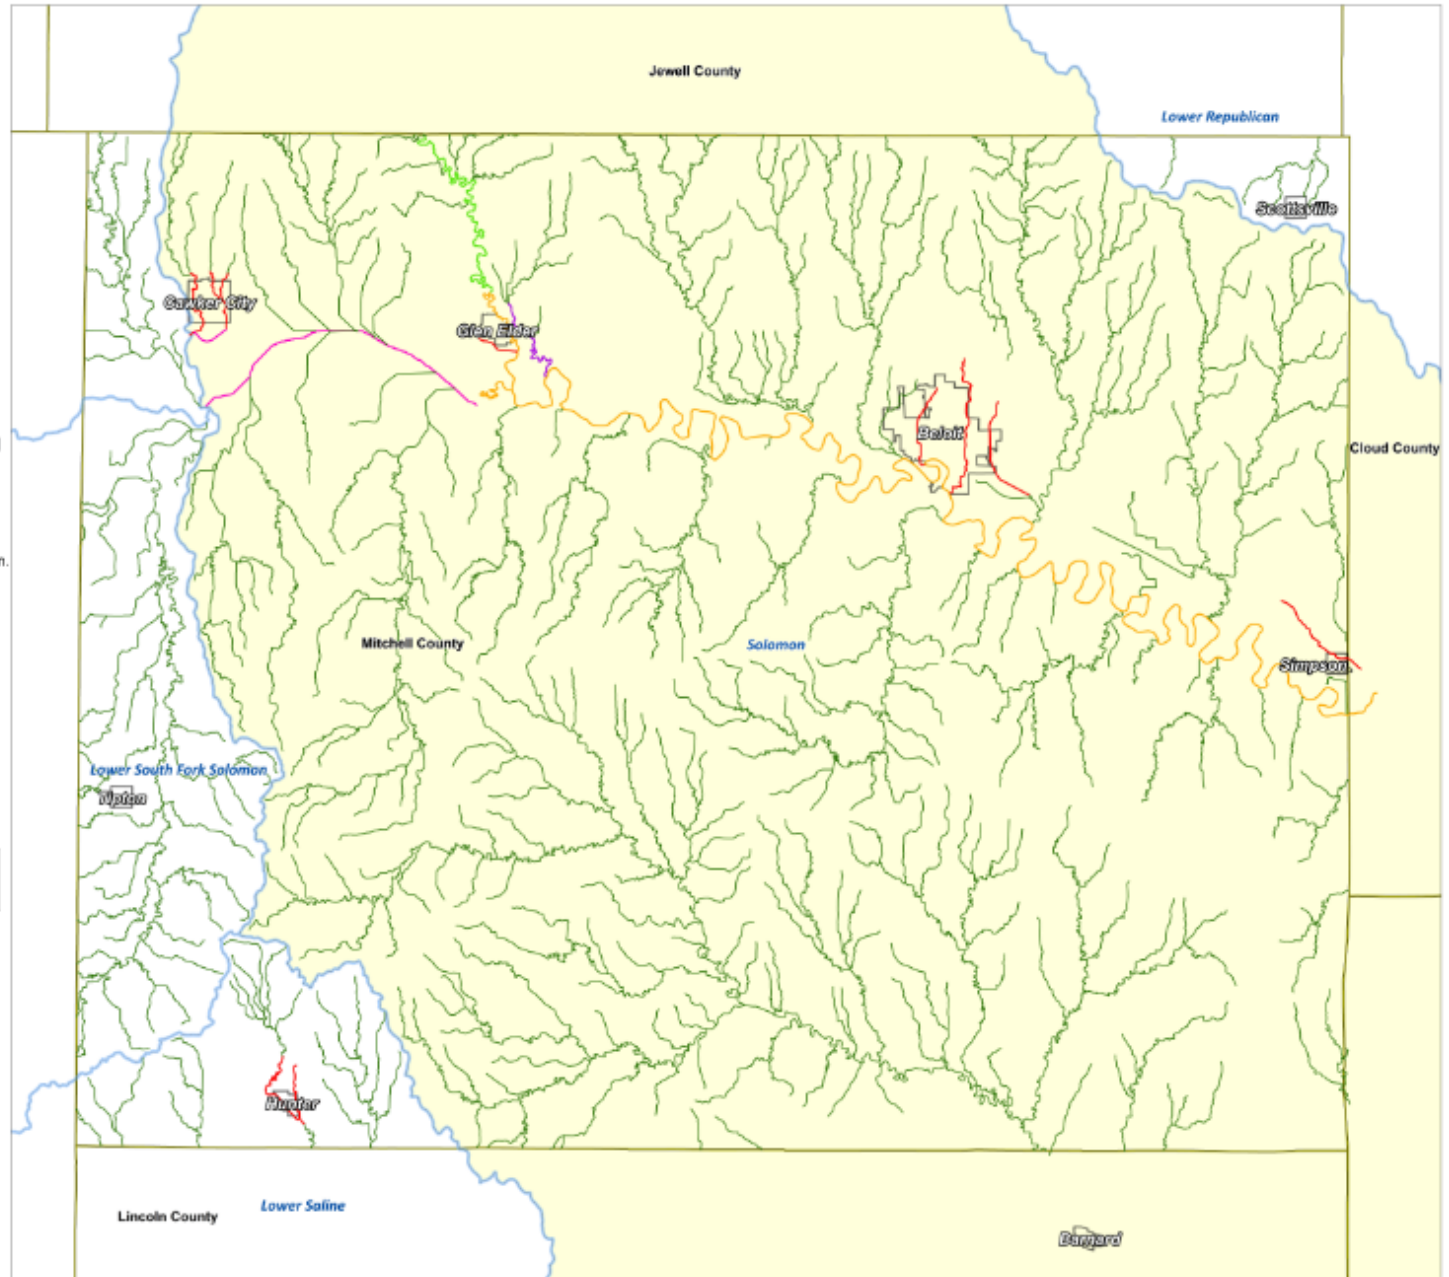 Jewell County
Lower Republican
Scottsville
Cawker City
Glen Elder
Beloit
Cloud County
n.
Mitchell County
Solomon
Simpson
Lower South Fork Solomon
Tipton
Hunter
Lower Saline
Lincoln County
Barnard